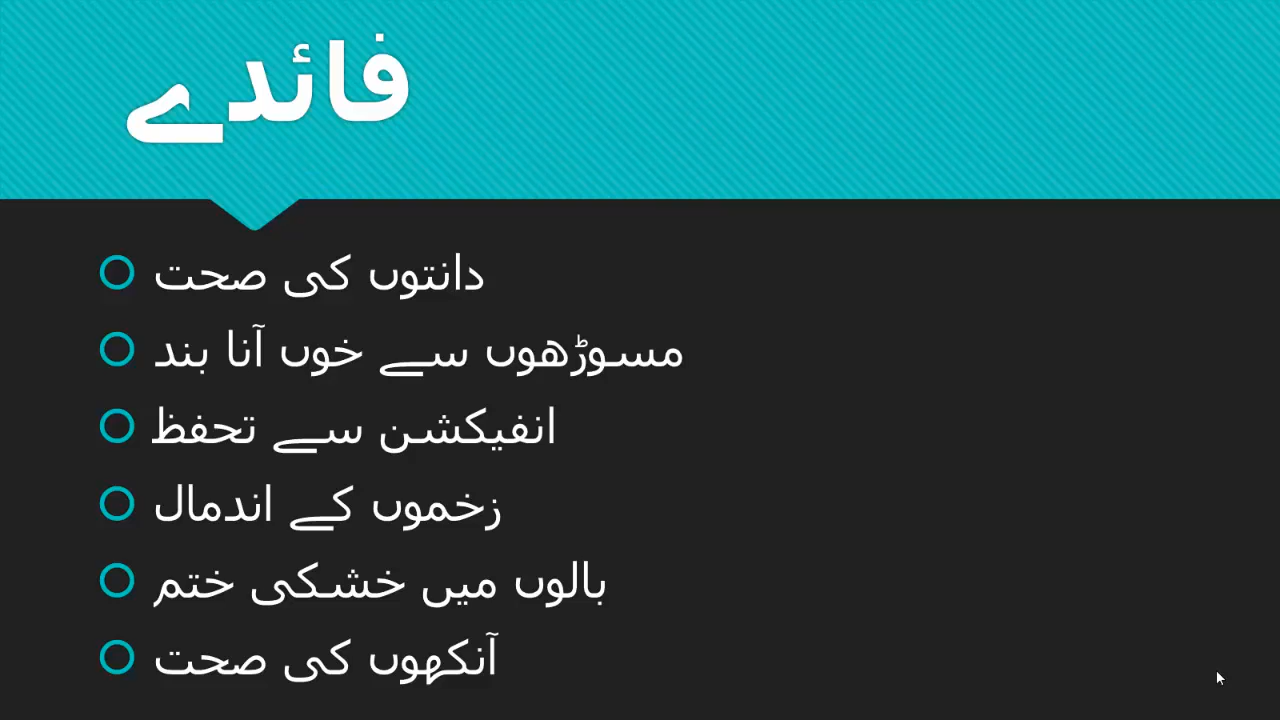 فائدے
دانتوں کی صحت
مسوڑھوں سے خوں آنا بند
انفیکشن سے تحفظ
زخموں کے اندمال
بالوں میں خشکی ختم
آنکھوں کی صحت